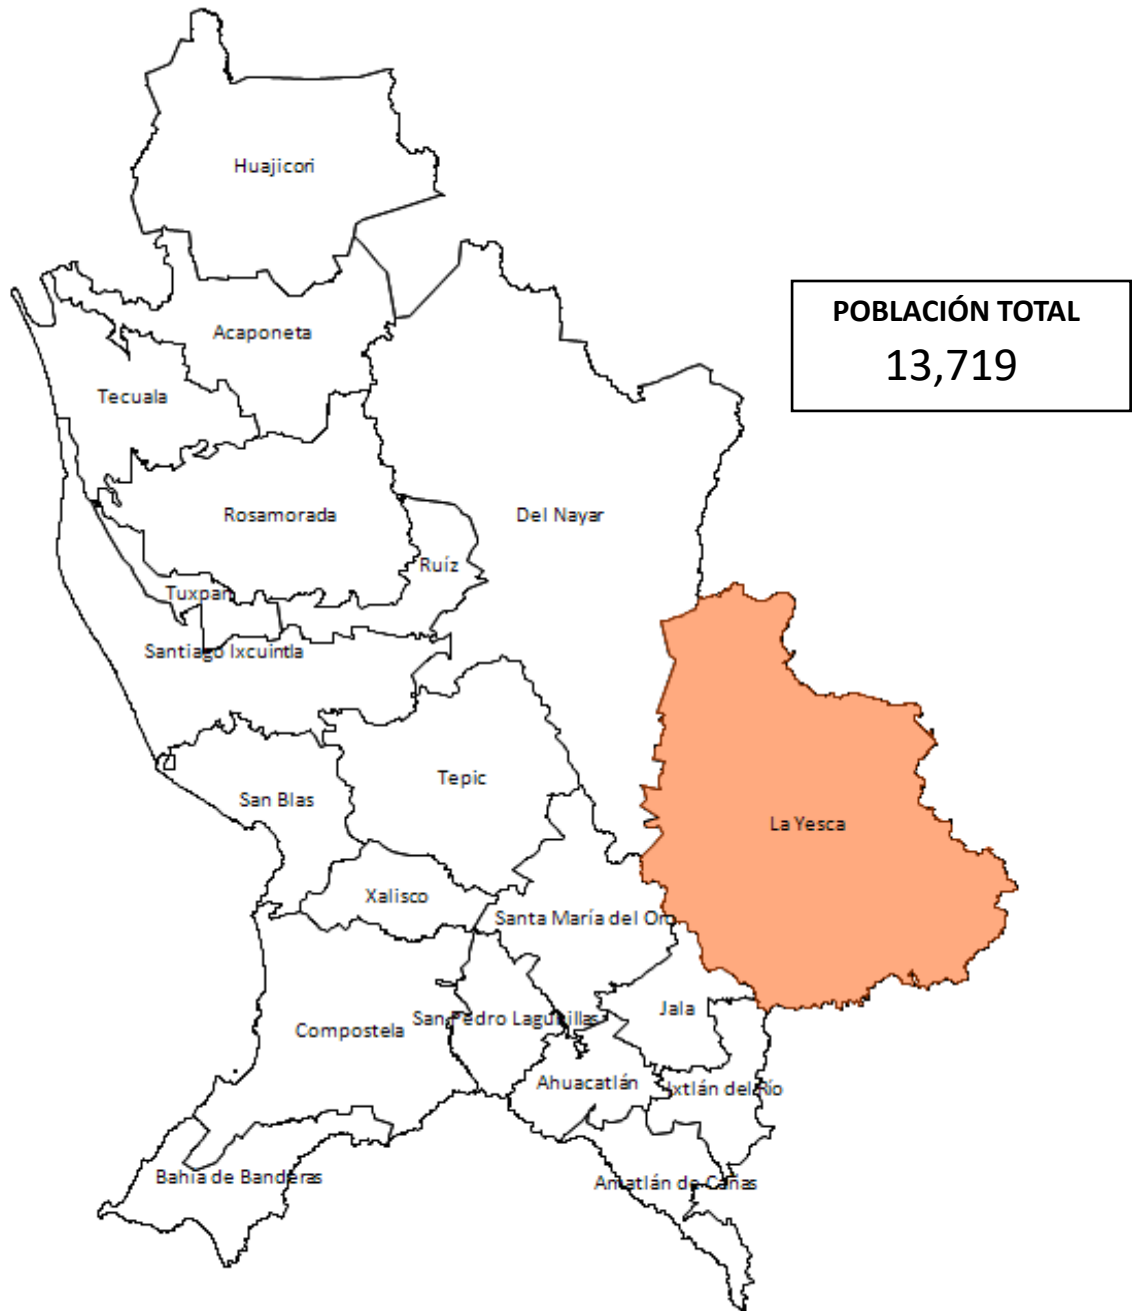 Huajicori
POBLACIÓN TOTAL
13,719
Acaponeta
Tecuala
Rosamorada
Del Nayar
Ruíz
Tuxpan
Santiago Ixcuintla
Tepic
San Blas
La Yesca
Xalisco
Santa María del Oro
Jala
San Pedro Lagunillas
Compostela
Ahuacatlán
Ixtlán del Río
Bahía de Banderas
Amatlán de Cañas